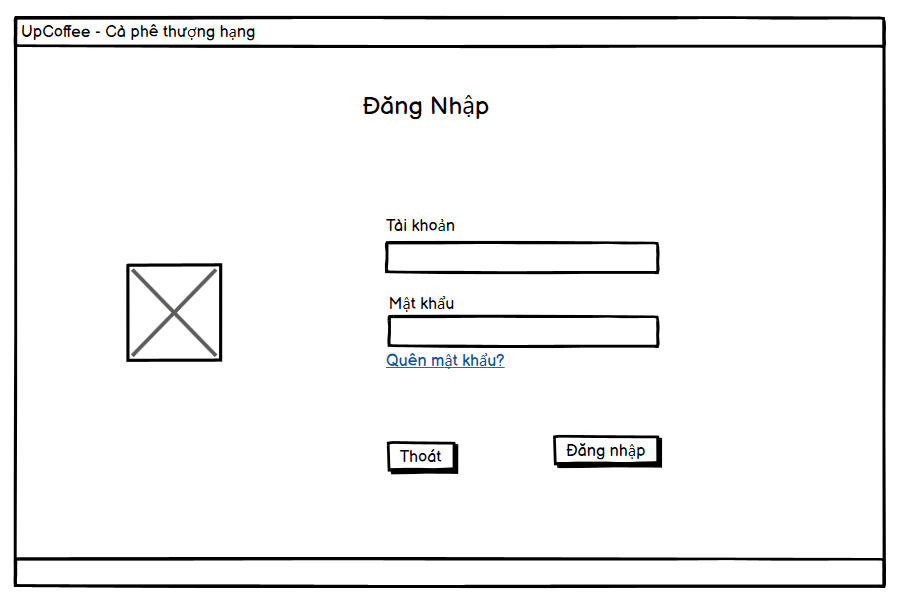 UpCoffee - Cà phê thượng hạng
Đăng Nhập
Tài khoản
Mật khẩu
Quên mật khẩu?
Thoát
Đăng nhập